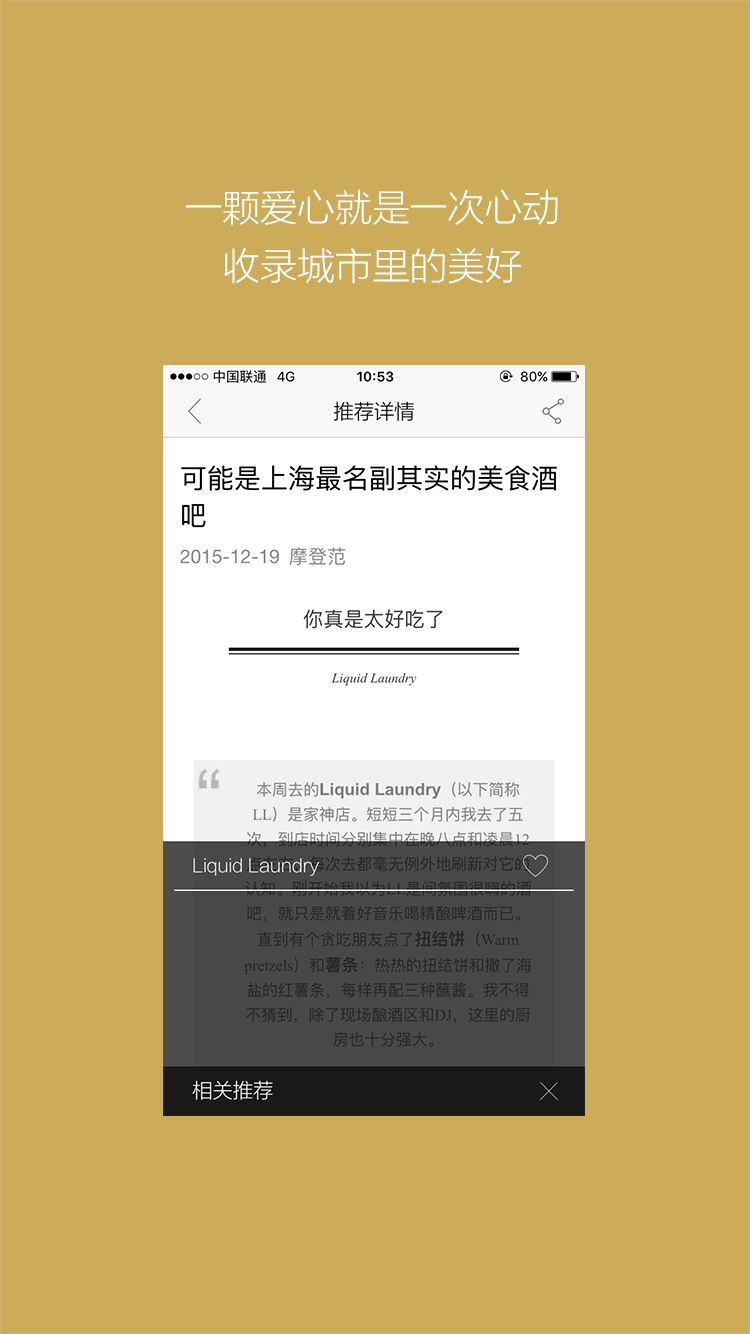 一颗爱心就是一次心动
收录城市里的美好
中国联通 4G 10:53 80%
推荐详情
可能是上海最名副其实的美食酒
吧
2015-12-19 摩登范
你真是太好吃了
Liquid Laundry
“
本周去的Liquid Laundry（以下简称
LL）是家神店。短短三个月内我去了五
次，到店时间分别集中在晚八点和凌晨12
点左右，每次去都毫无例外地刷新对它的
Liquid Laundry
认知。刚开始我以为LL是间氛围很嗨的酒
吧，就只是就着好音乐喝精酿啤酒而已。
直到有个贪吃朋友点了扭结饼（Warm
pretzels）和薯条：热热的扭结饼和撒了海
盐的红薯条，每样再配三种蘸酱。我不得
不猜到，除了现场酿酒区和DJ，这里的厨
房也十分强大。
相关推荐